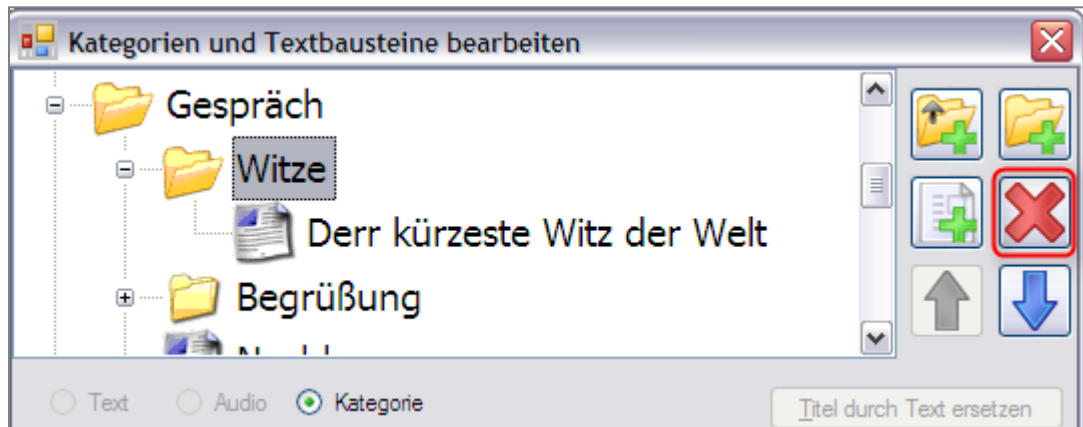 Kategorien und Textbausteine bearbeiten
Gespräch
Witze
Derr kürzeste Witz der Welt
Begrüßung
Text Audio Kategorie Titel durch Text ersetzen